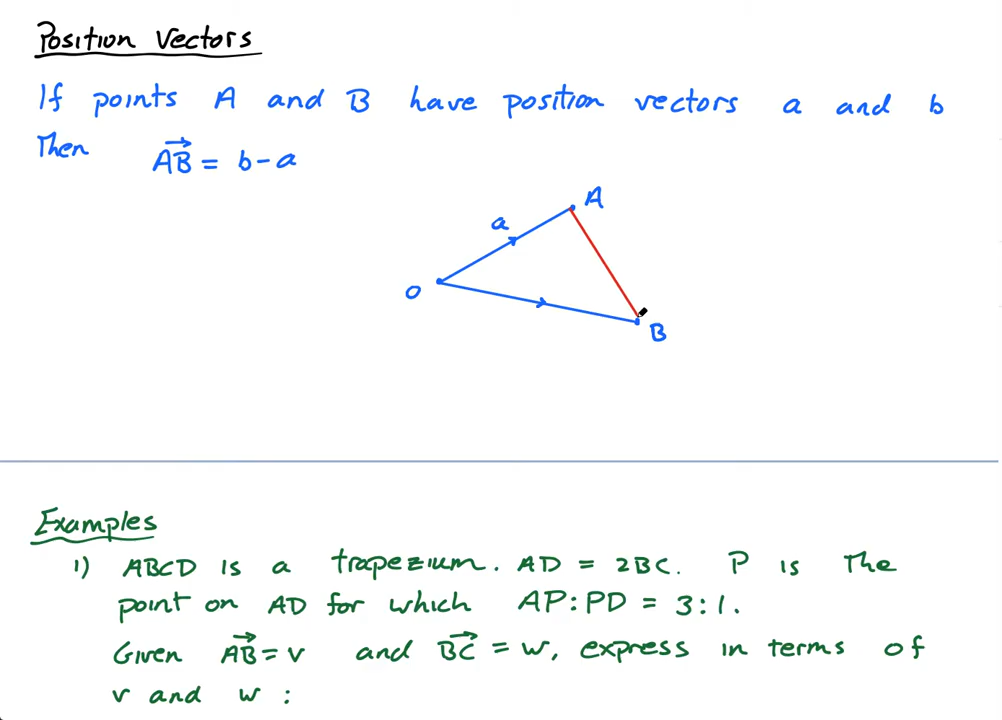 Position Vectors
If points A and B have position vectors a and b
Then AB→ = b - a
A
a
O
B
Examples
1) ABCD is a trapezium. AD = 2BC. P is the
point on AD for which AP:PD = 3:1.
Given AB→ = v and BC→ = w, express in terms of
v and w: